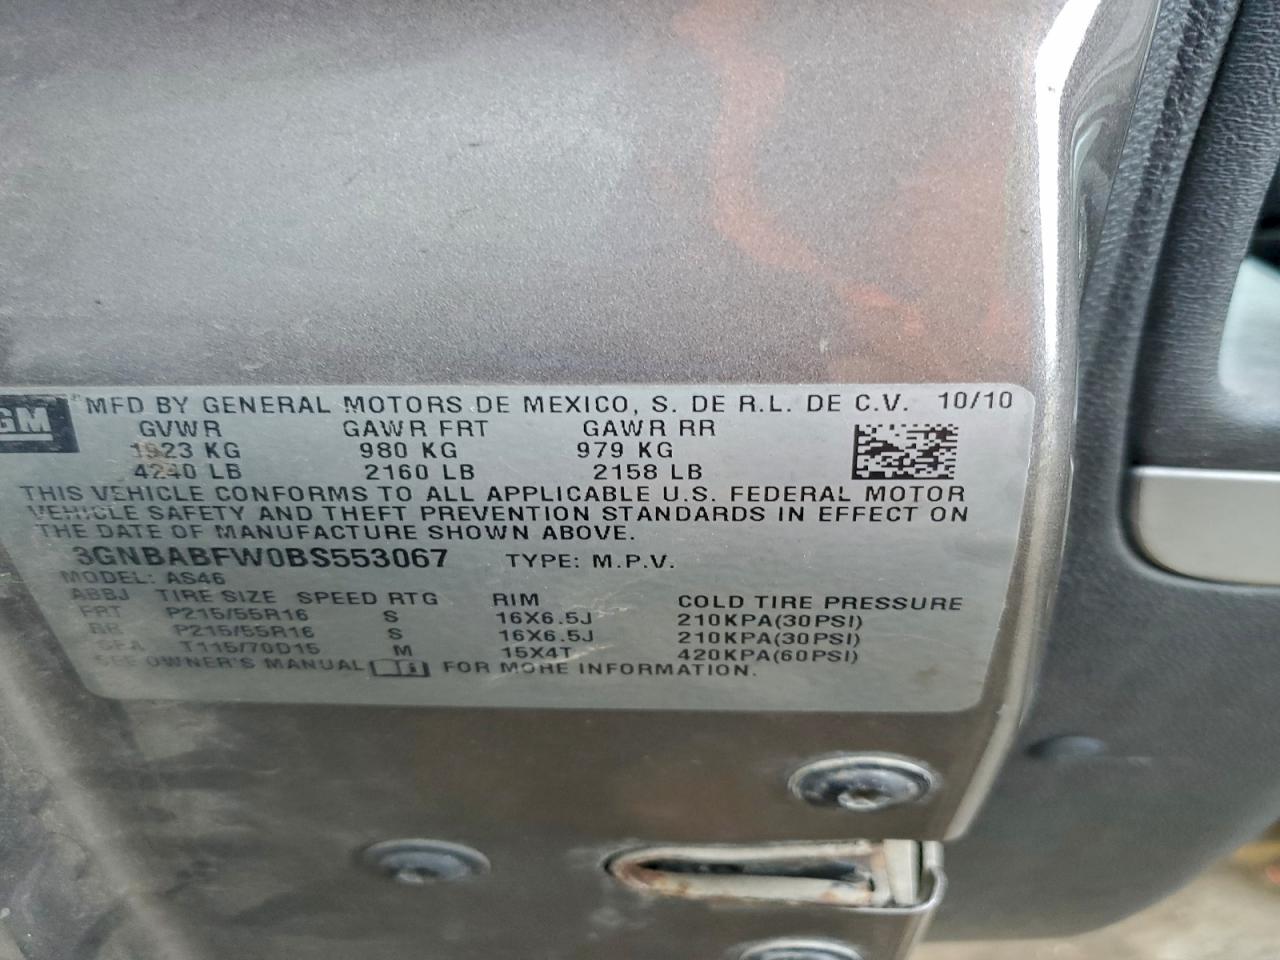 GM MFD BY GENERAL MOTORS DE MEXICO, S. DE R.L. DE C.V. 10/10
GVWR GAWR FRT GAWR RR
1923 KG 980 KG 979 KG
4240 LB 2160 LB 2158 LB
THIS VEHICLE CONFORMS TO ALL APPLICABLE U.S. FEDERAL MOTOR
VEHICLE SAFETY AND THEFT PREVENTION STANDARDS IN EFFECT ON
THE DATE OF MANUFACTURE SHOWN ABOVE.
3GNBABFW0BS553067 TYPE: M.P.V.
MODEL: AS46
ABBJ TIRE SIZE SPEED RTG RIM COLD TIRE PRESSURE
FRT P215/55R16 S 16X6.5J 210KPA(30PSI)
RR P215/55R16 S 16X6.5J 210KPA(30PSI)
SPA T115/70D15 M 15X4T 420KPA(60PSI)
SEE OWNER'S MANUAL FOR MORE INFORMATION.